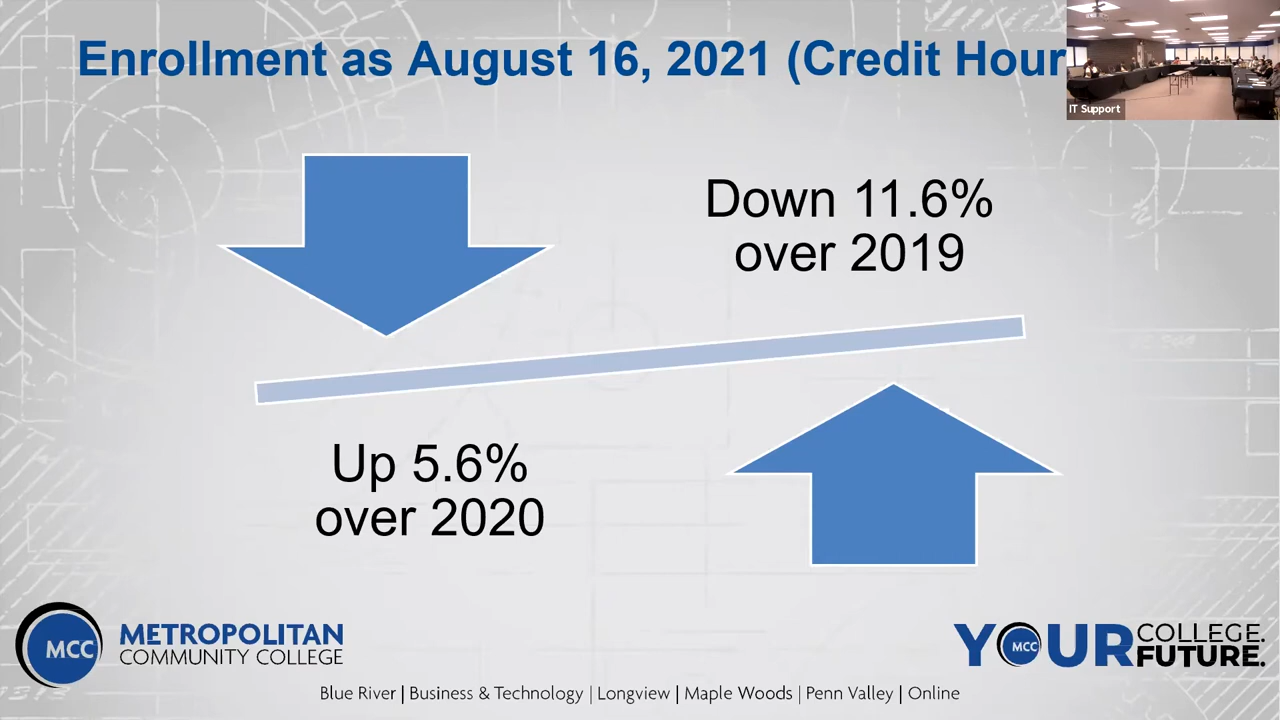 Enrollment as August 16, 2021 (Credit Hour
IT Support
Down 11.6%
over 2019
Up 5.6%
over 2020
MCC
METROPOLITAN
COMMUNITY COLLEGE
YOUR COLLEGE.
FUTURE.
MCC
Blue River | Business & Technology | Longview | Maple Woods | Penn Valley | Online